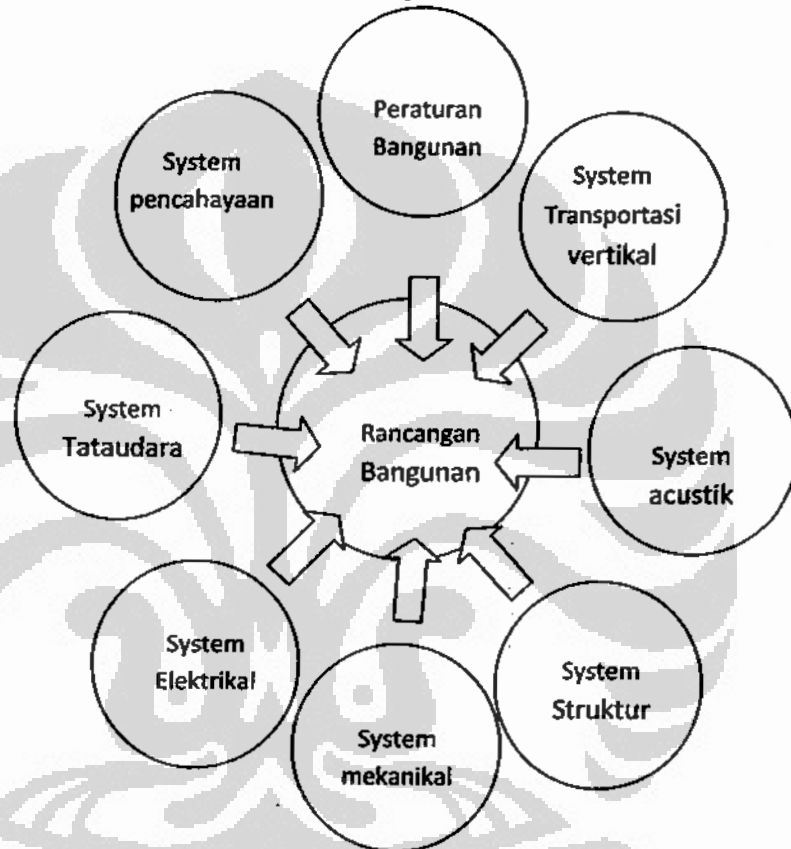 Peraturan
Bangunan
System
pencahayaan
System
Transportasi
vertikal
System
Tataudara
Rancangan
Bangunan
System
acustik
System
Elektrikal
System
Struktur
System
mekanikal